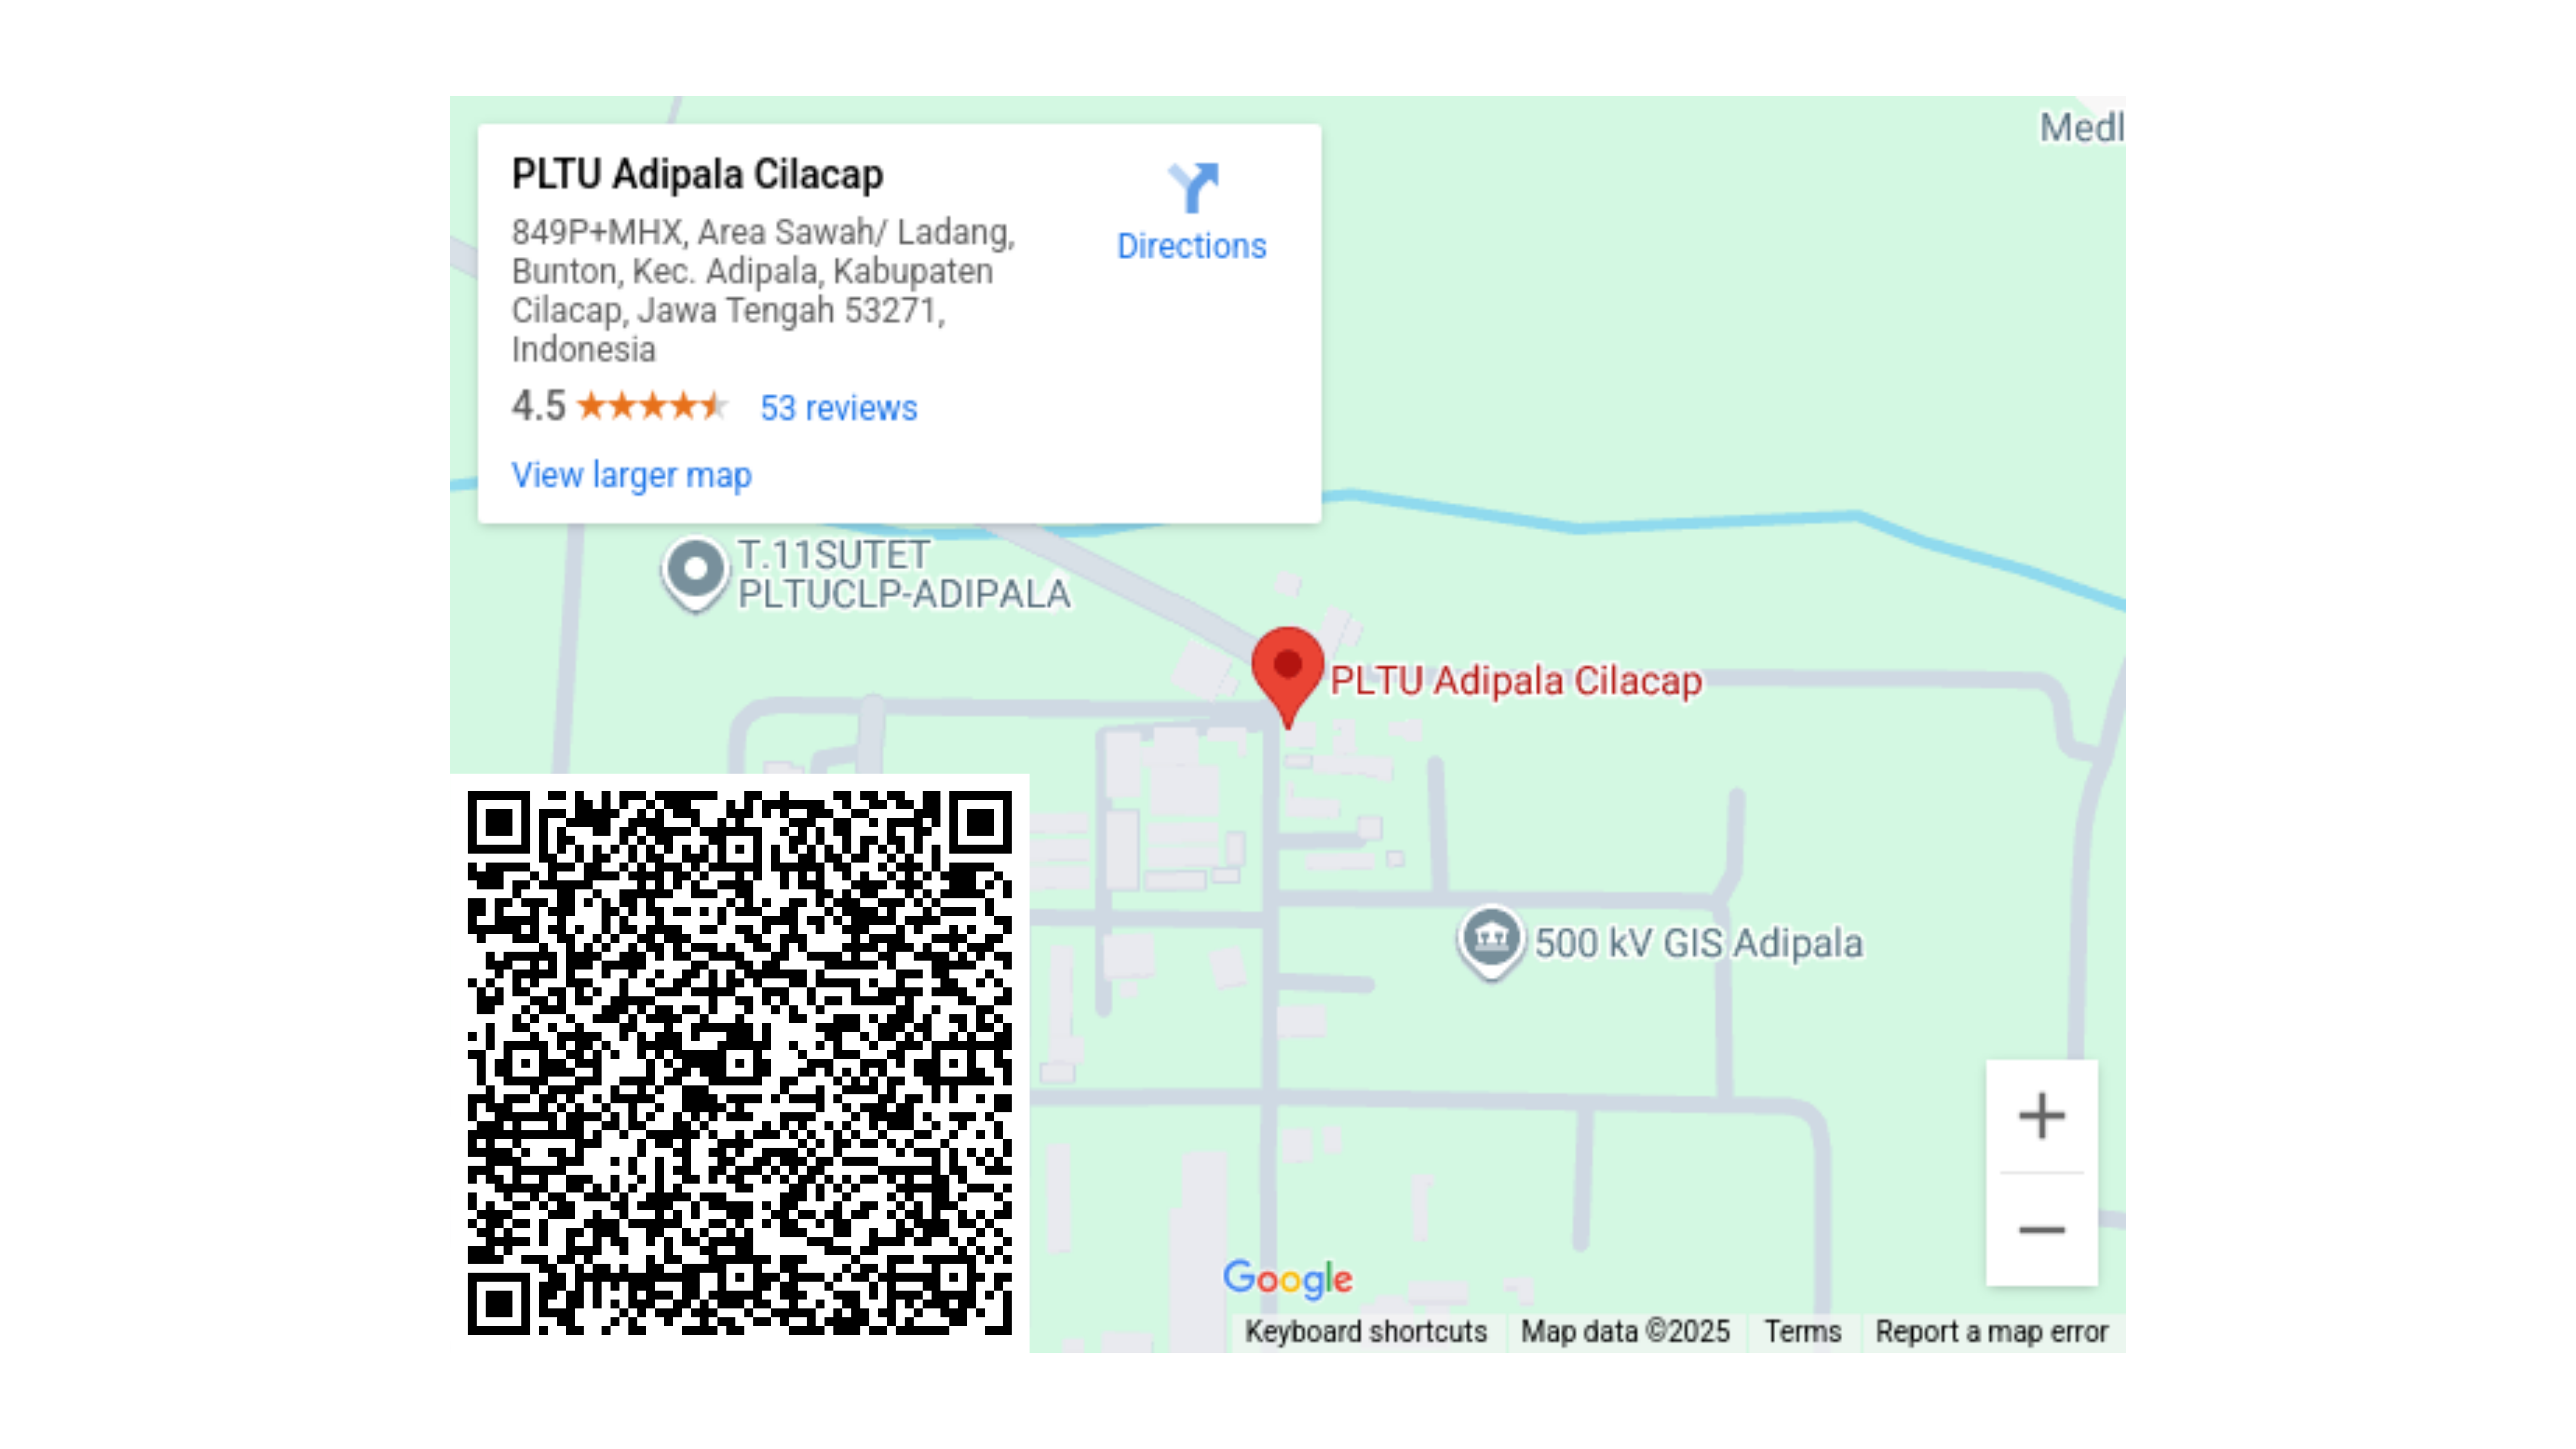 Medl
PLTU Adipala Cilacap
Directions
849P+MHX, Area Sawah/ Ladang,
Bunton, Kec. Adipala, Kabupaten
Cilacap, Jawa Tengah 53271,
Indonesia
4.5 53 reviews
View larger map
T.11SUTET
PLTUCLP-ADIPALA
PLTU Adipala Cilacap
500 kV GIS Adipala
Google
Keyboard shortcuts Map data ©2025 Terms Report a map error